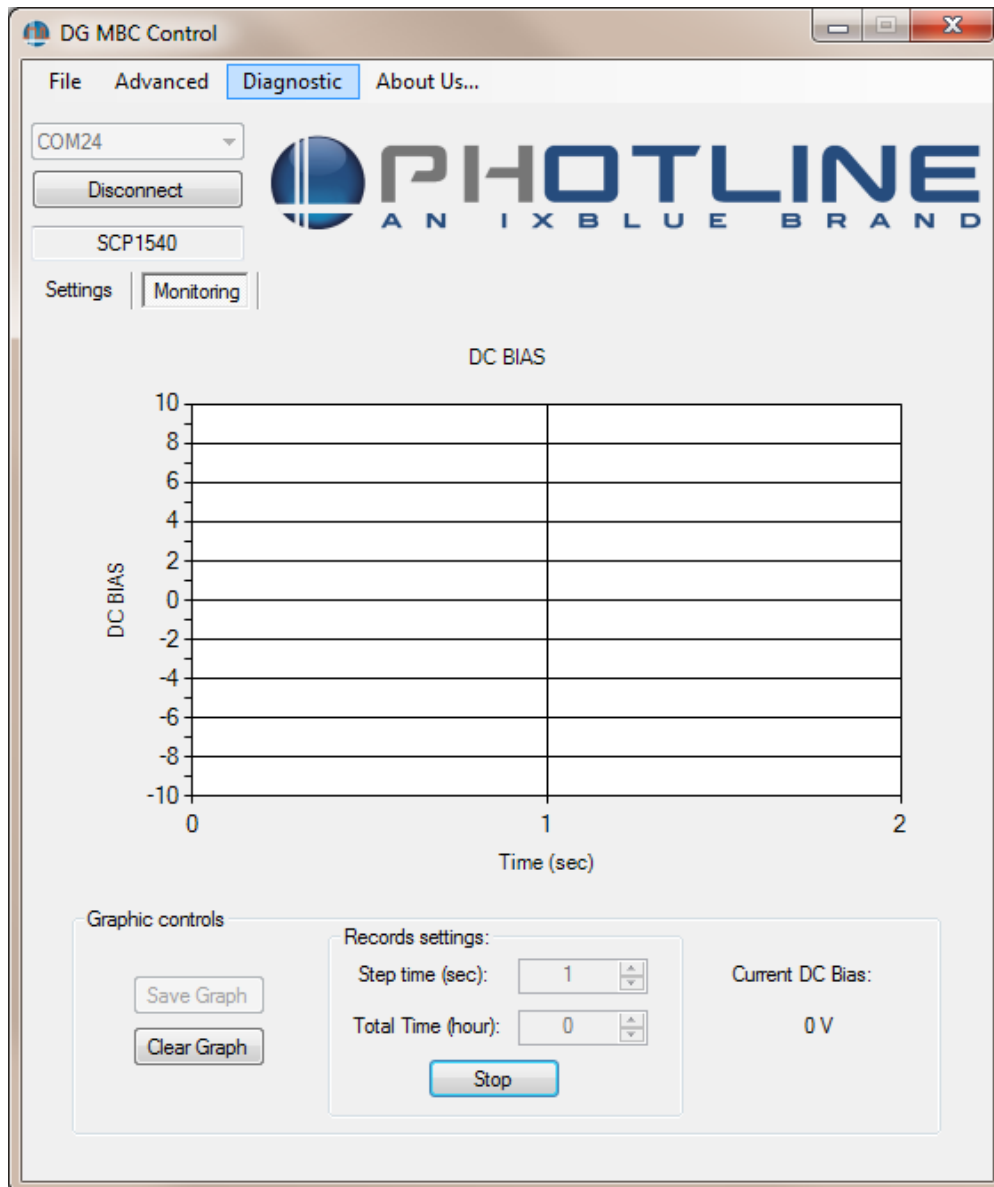 DG MBC Control
File Advanced Diagnostic About Us...
COM24
Disconnect
SCP1540
PHOTLINE
AN IXBLUE BRAND
Settings Monitoring
DC BIAS
10
8
6
4
2
0
-2
-4
-6
-8
-10
DC BIAS
0 1 2
Time (sec)
Graphic controls
Save Graph
Clear Graph
Records settings:
Step time (sec): 1
Total Time (hour): 0
Stop
Current DC Bias:
0 V